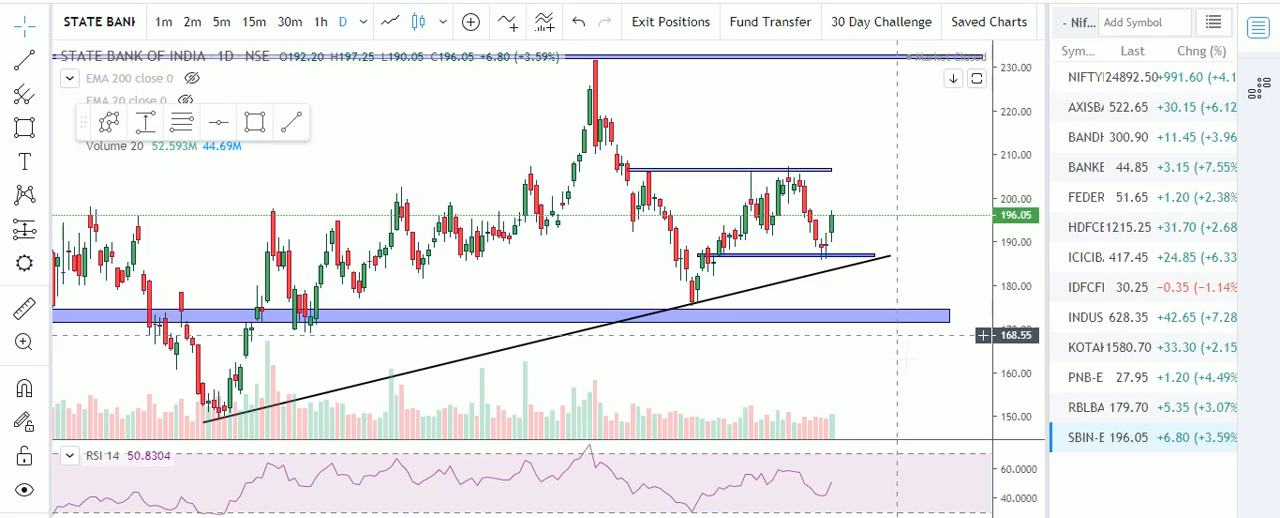 STATE BANK 1m 2m 5m 15m 30m 1h D Exit Positions Fund Transfer 30 Day Challenge Saved Charts
- Nif... Add Symbol
STATE BANK OF INDIA · 1D · NSE O192.20 H197.25 L190.05 C196.05 +6.80 (+3.59%) Market Closed
EMA 200 close 0
EMA 20 close 0
Volume 20 52.593M 44.69M
T
230.00
220.00
210.00
200.00
196.05
190.00
180.00
168.55
160.00
150.00
RSI 14 50.8304
60.0000
40.0000
Sym... Last Chng (%)
NIFTY 24892.50 +991.60 (+4.1
AXISB 522.65 +30.15 (+6.12
BANDH 300.90 +11.45 (+3.96
BANKE 44.85 +3.15 (+7.55%)
FEDER 51.65 +1.20 (+2.38%)
HDFC 1215.25 +31.70 (+2.68
ICICIB 417.45 +24.85 (+6.33
IDFCF 30.25 −0.35 (−1.14%)
INDUS 628.35 +42.65 (+7.28
KOTAK 1580.70 +33.30 (+2.15
PNB-E 27.95 +1.20 (+4.49%)
RBLBA 179.70 +5.35 (+3.07%
SBIN-E 196.05 +6.80 (+3.59%